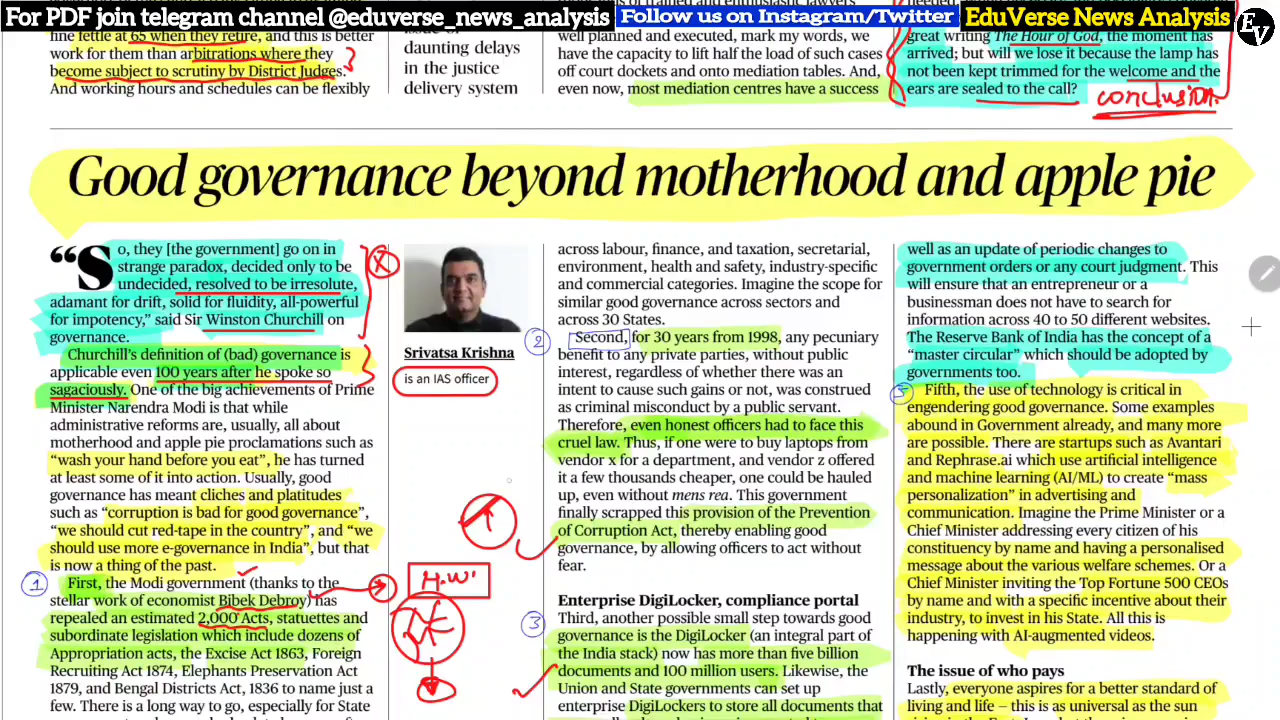 For PDF join telegram channel @eduverse_news_analysis Follow us on Instagram/Twitter EduVerse News Analysis
EV
fine fettle at 65 when they retire, and this is better
work for them than arbitrations where they
become subject to scrutiny by District Judges.
And working hours and schedules can be flexibly
daunting delays
in the justice
delivery system
well planned and executed, mark my words, we
have the capacity to lift half the load of such cases
off court dockets and onto mediation tables. And,
even now, most mediation centres have a success
great writing The Hour of God, the moment has
arrived; but will we lose it because the lamp has
not been kept trimmed for the welcome and the
ears are sealed to the call?
conclusion.
Good governance beyond motherhood and apple pie
“So, they [the government] go on in
strange paradox, decided only to be
undecided, resolved to be irresolute,
adamant for drift, solid for fluidity, all-powerful
for impotency,” said Sir Winston Churchill on
governance.
Churchill’s definition of (bad) governance is
applicable even 100 years after he spoke so
sagaciously. One of the big achievements of Prime
Minister Narendra Modi is that while
administrative reforms are, usually, all about
motherhood and apple pie proclamations such as
“wash your hand before you eat”, he has turned
at least some of it into action. Usually, good
governance has meant cliches and platitudes
such as “corruption is bad for good governance”,
“we should cut red-tape in the country”, and “we
should use more e-governance in India”, but that
is now a thing of the past.
1
First, the Modi government (thanks to the
stellar work of economist Bibek Debroy) has
repealed an estimated 2,000 Acts, statuettes and
subordinate legislation which include dozens of
Appropriation acts, the Excise Act 1863, Foreign
Recruiting Act 1874, Elephants Preservation Act
1879, and Bengal Districts Act, 1836 to name just a
few. There is a long way to go, especially for State
Srivatsa Krishna
is an IAS officer
H.W'
across labour, finance, and taxation, secretarial,
environment, health and safety, industry-specific
and commercial categories. Imagine the scope for
similar good governance across sectors and
across 30 States.
2
Second, for 30 years from 1998, any pecuniary
benefit to any private parties, without public
interest, regardless of whether there was an
intent to cause such gains or not, was construed
as criminal misconduct by a public servant.
Therefore, even honest officers had to face this
cruel law. Thus, if one were to buy laptops from
vendor x for a department, and vendor z offered
it a few thousands cheaper, one could be hauled
up, even without mens rea. This government
finally scrapped this provision of the Prevention
of Corruption Act, thereby enabling good
governance, by allowing officers to act without
fear.
Enterprise DigiLocker, compliance portal
3
Third, another possible small step towards good
governance is the DigiLocker (an integral part of
the India stack) now has more than five billion
documents and 100 million users. Likewise, the
Union and State governments can set up
enterprise DigiLockers to store all documents that
well as an update of periodic changes to
government orders or any court judgment. This
will ensure that an entrepreneur or a
businessman does not have to search for
information across 40 to 50 different websites.
The Reserve Bank of India has the concept of a
“master circular” which should be adopted by
governments too.
5
Fifth, the use of technology is critical in
engendering good governance. Some examples
abound in Government already, and many more
are possible. There are startups such as Avantari
and Rephrase.ai which use artificial intelligence
and machine learning (AI/ML) to create “mass
personalization” in advertising and
communication. Imagine the Prime Minister or a
Chief Minister addressing every citizen of his
constituency by name and having a personalised
message about the various welfare schemes. Or a
Chief Minister inviting the Top Fortune 500 CEOs
by name and with a specific incentive about their
industry, to invest in his State. All this is
happening with AI-augmented videos.
The issue of who pays
Lastly, everyone aspires for a better standard of
living and life – this is as universal as the sun